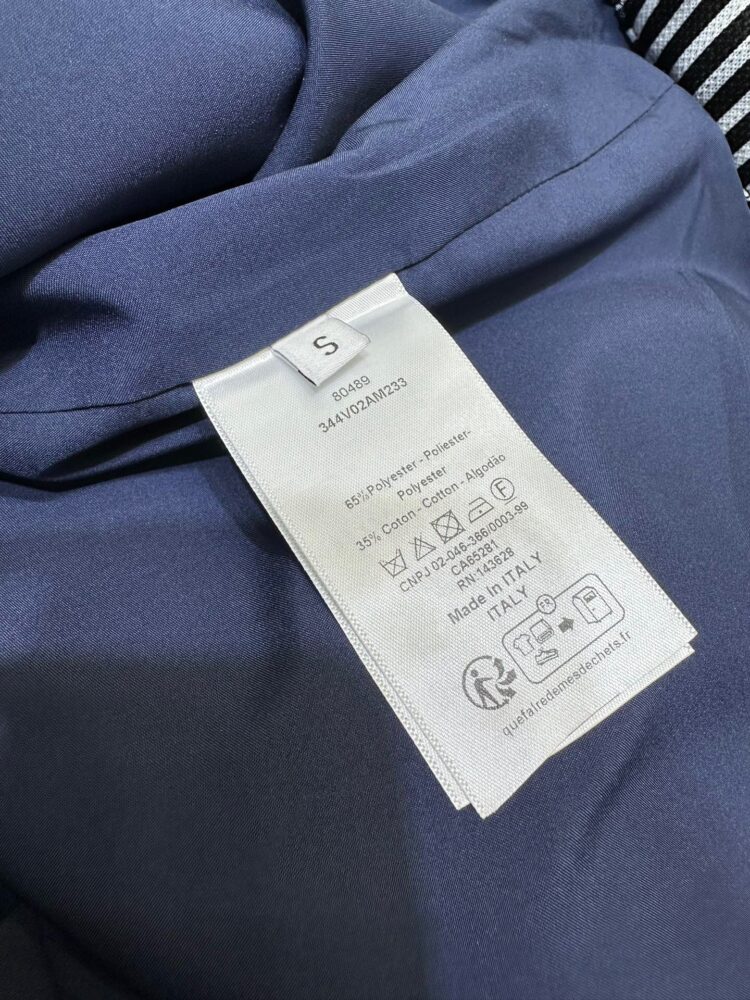 S
80489
344V02AM233
65%Polyester - Poliester-
Polyester
35% Coton - Cotton - Algodão
F
CNPJ 02-046-366/0003-99
CA65281
RN-143628
Made in ITALY
ITALY
FR
quefairedemesdechets.fr